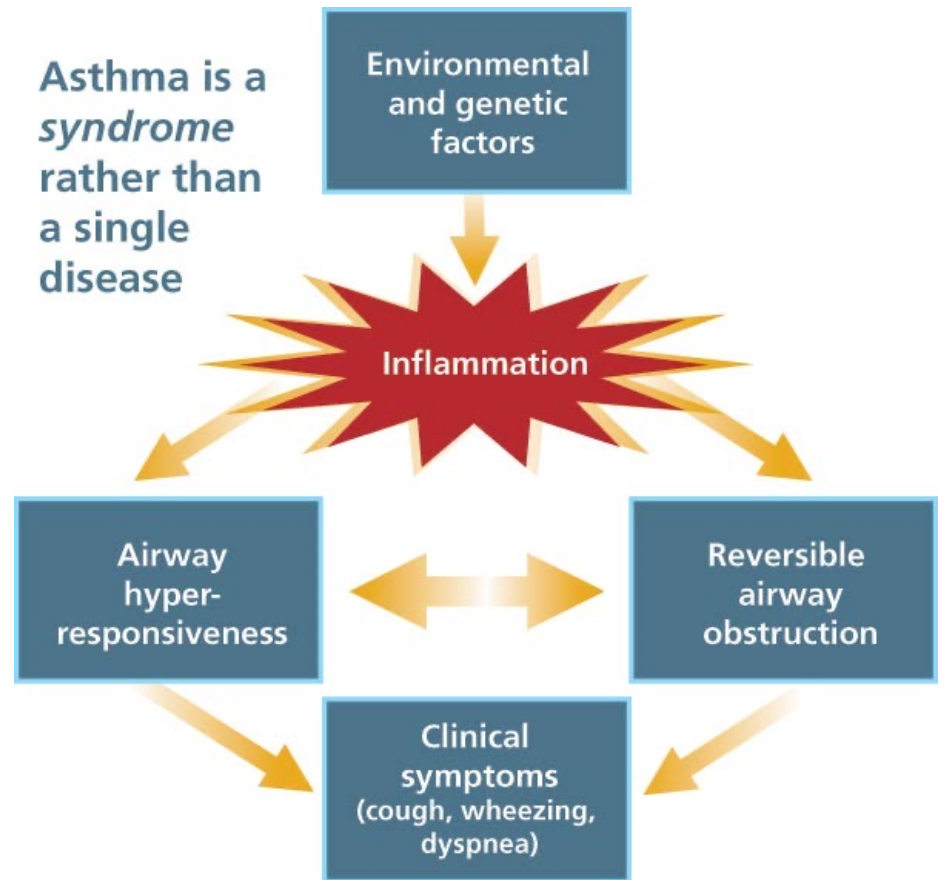 Asthma is a
syndrome
rather than
a single
disease
Environmental
and genetic
factors
Inflammation
Airway
hyper-
responsiveness
Reversible
airway
obstruction
Clinical
symptoms
(cough, wheezing,
dyspnea)